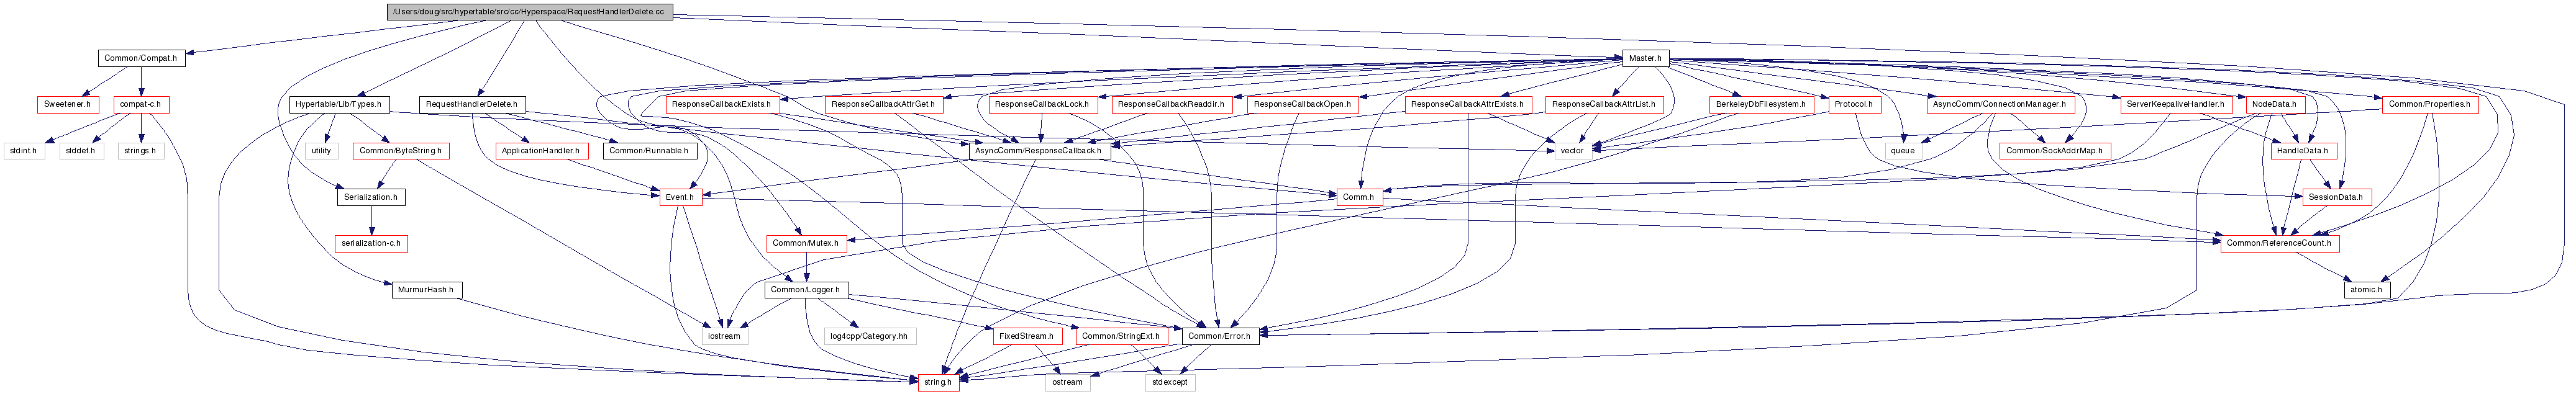 /Users/doug/src/hypertable/src/cc/Hyperspace/RequestHandlerDelete.cc
Common/Compat.h
Master.h
Sweetener.h
compat-c.h
Hypertable/Lib/Types.h
RequestHandlerDelete.h
ResponseCallbackExists.h
ResponseCallbackAttrGet.h
ResponseCallbackLock.h
ResponseCallbackReaddir.h
ResponseCallbackOpen.h
ResponseCallbackAttrExists.h
ResponseCallbackAttrList.h
BerkeleyDbFilesystem.h
Protocol.h
AsyncComm/ConnectionManager.h
ServerKeepaliveHandler.h
NodeData.h
Common/Properties.h
stdint.h
stddef.h
strings.h
utility
Common/ByteString.h
ApplicationHandler.h
Common/Runnable.h
AsyncComm/ResponseCallback.h
vector
queue
Common/SockAddrMap.h
HandleData.h
Serialization.h
Event.h
Comm.h
SessionData.h
serialization-c.h
Common/Mutex.h
Common/ReferenceCount.h
MurmurHash.h
Common/Logger.h
atomic.h
iostream
log4cpp/Category.hh
FixedStream.h
Common/StringExt.h
Common/Error.h
string.h
ostream
stdexcept